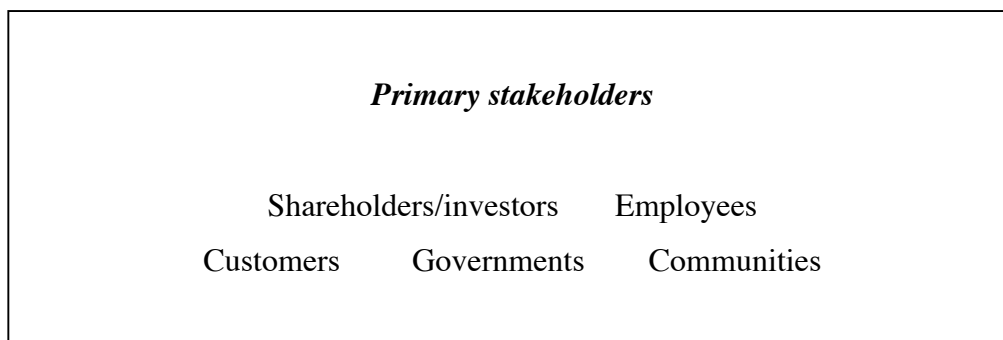 Primary stakeholders
Shareholders/investors Employees
Customers Governments Communities